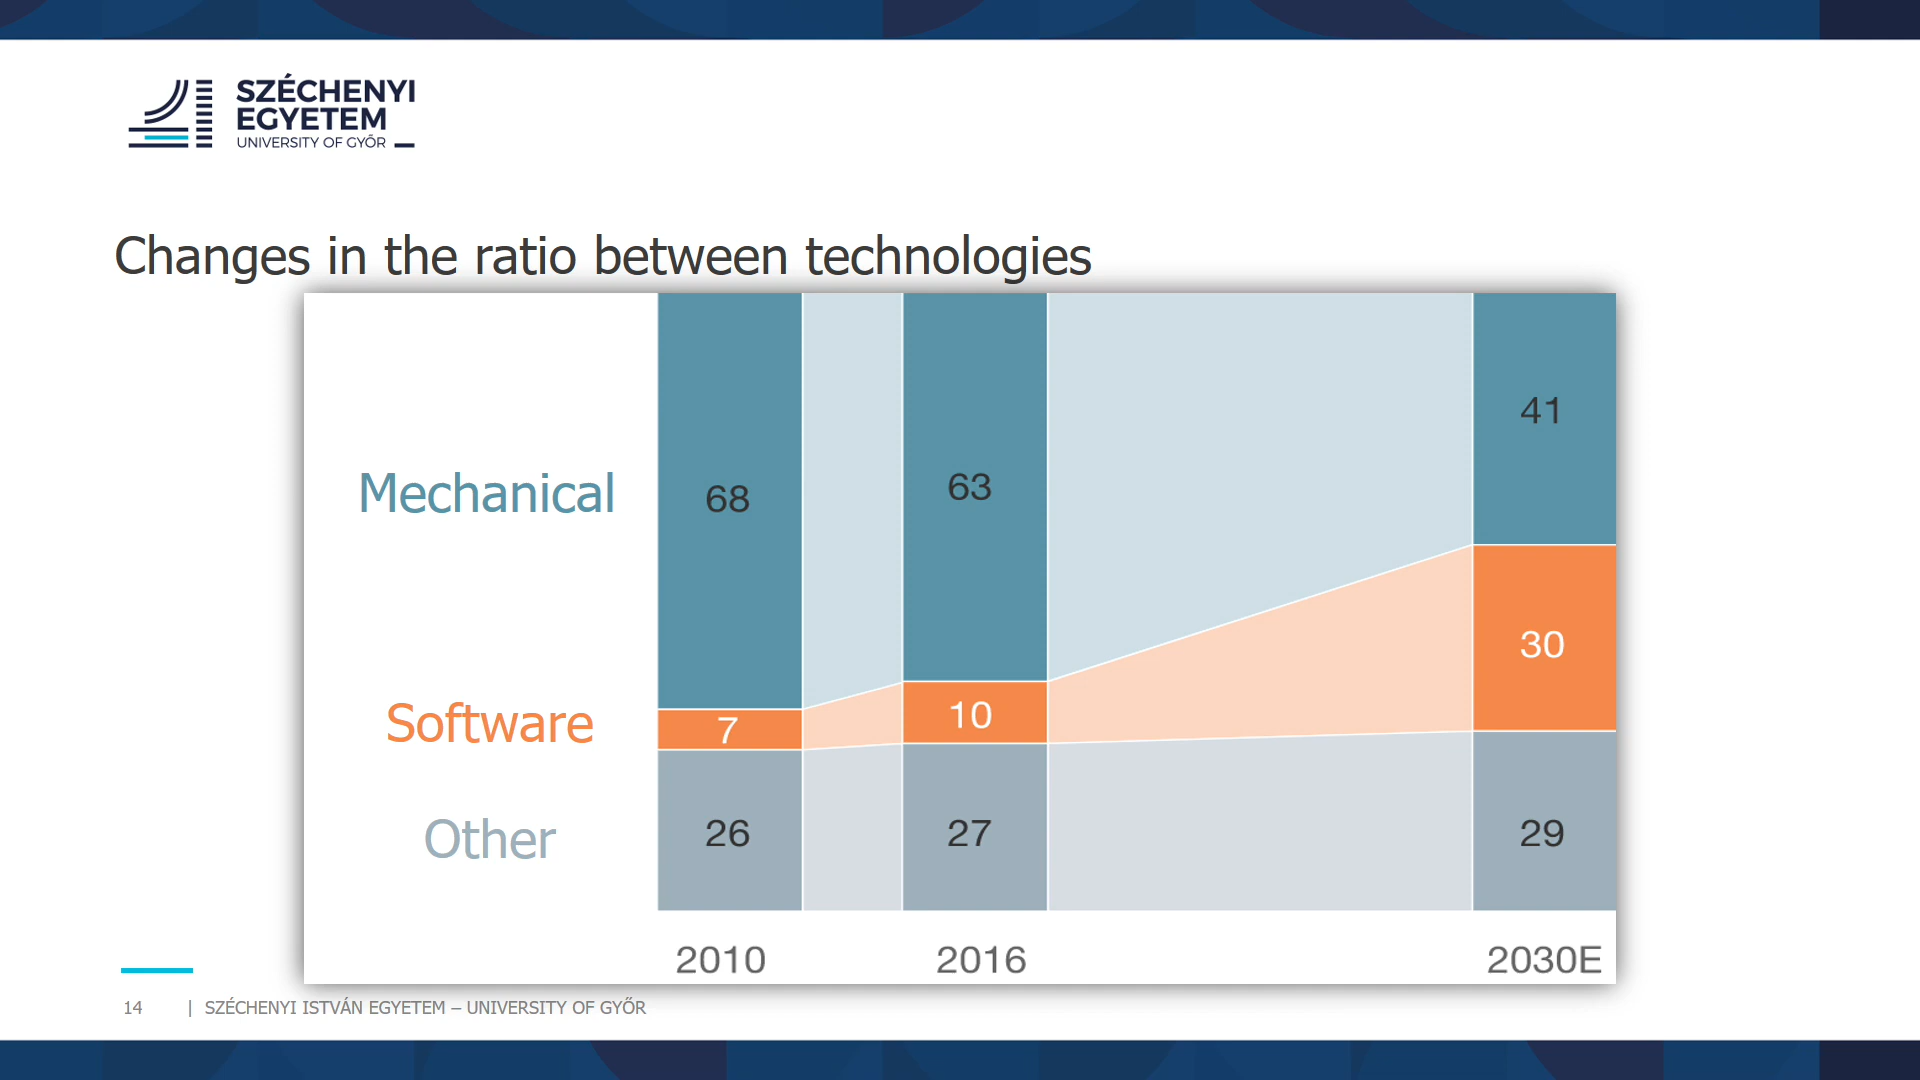 SZÉCHENYI
EGYETEM
UNIVERSITY OF GYŐR
Changes in the ratio between technologies
Mechanical 68 63 41
Software 7 10 30
Other 26 27 29
2010 2016 2030E
14 | SZÉCHENYI ISTVÁN EGYETEM – UNIVERSITY OF GYŐR